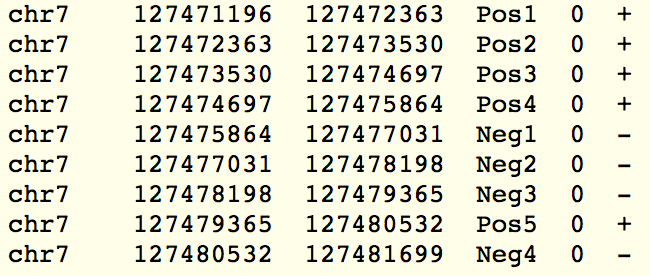 chr7 127471196 127472363 Pos1 0 +
chr7 127472363 127473530 Pos2 0 +
chr7 127473530 127474697 Pos3 0 +
chr7 127474697 127475864 Pos4 0 +
chr7 127475864 127477031 Neg1 0 -
chr7 127477031 127478198 Neg2 0 -
chr7 127478198 127479365 Neg3 0 -
chr7 127479365 127480532 Pos5 0 +
chr7 127480532 127481699 Neg4 0 -